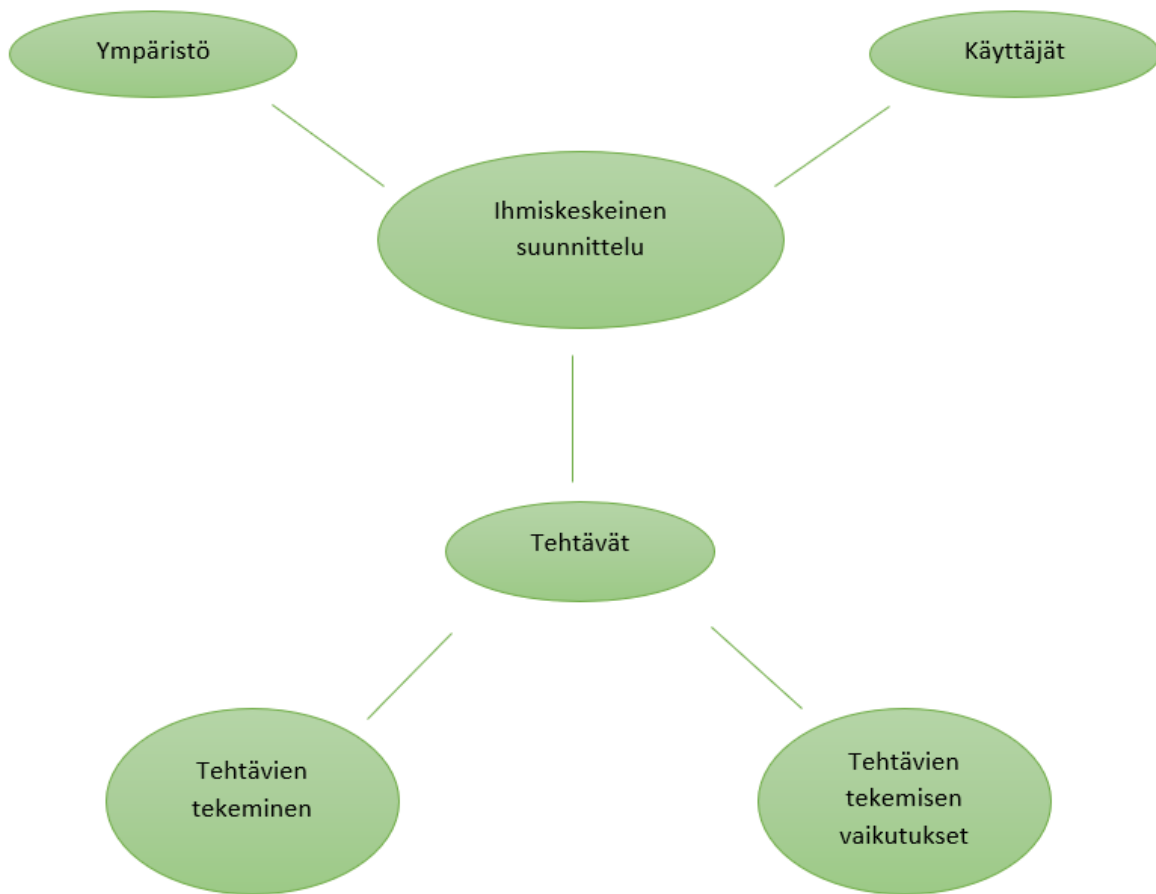 Ympäristö
Käyttäjät
Ihmiskeskeinen
suunnittelu
Tehtävät
Tehtävien
tekeminen
Tehtävien
tekemisen
vaikutukset